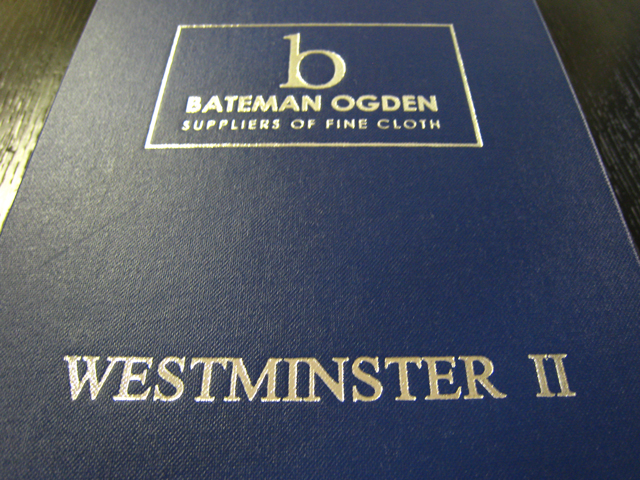 b
BATEMAN OGDEN
SUPPLIERS OF FINE CLOTH
WESTMINSTER II